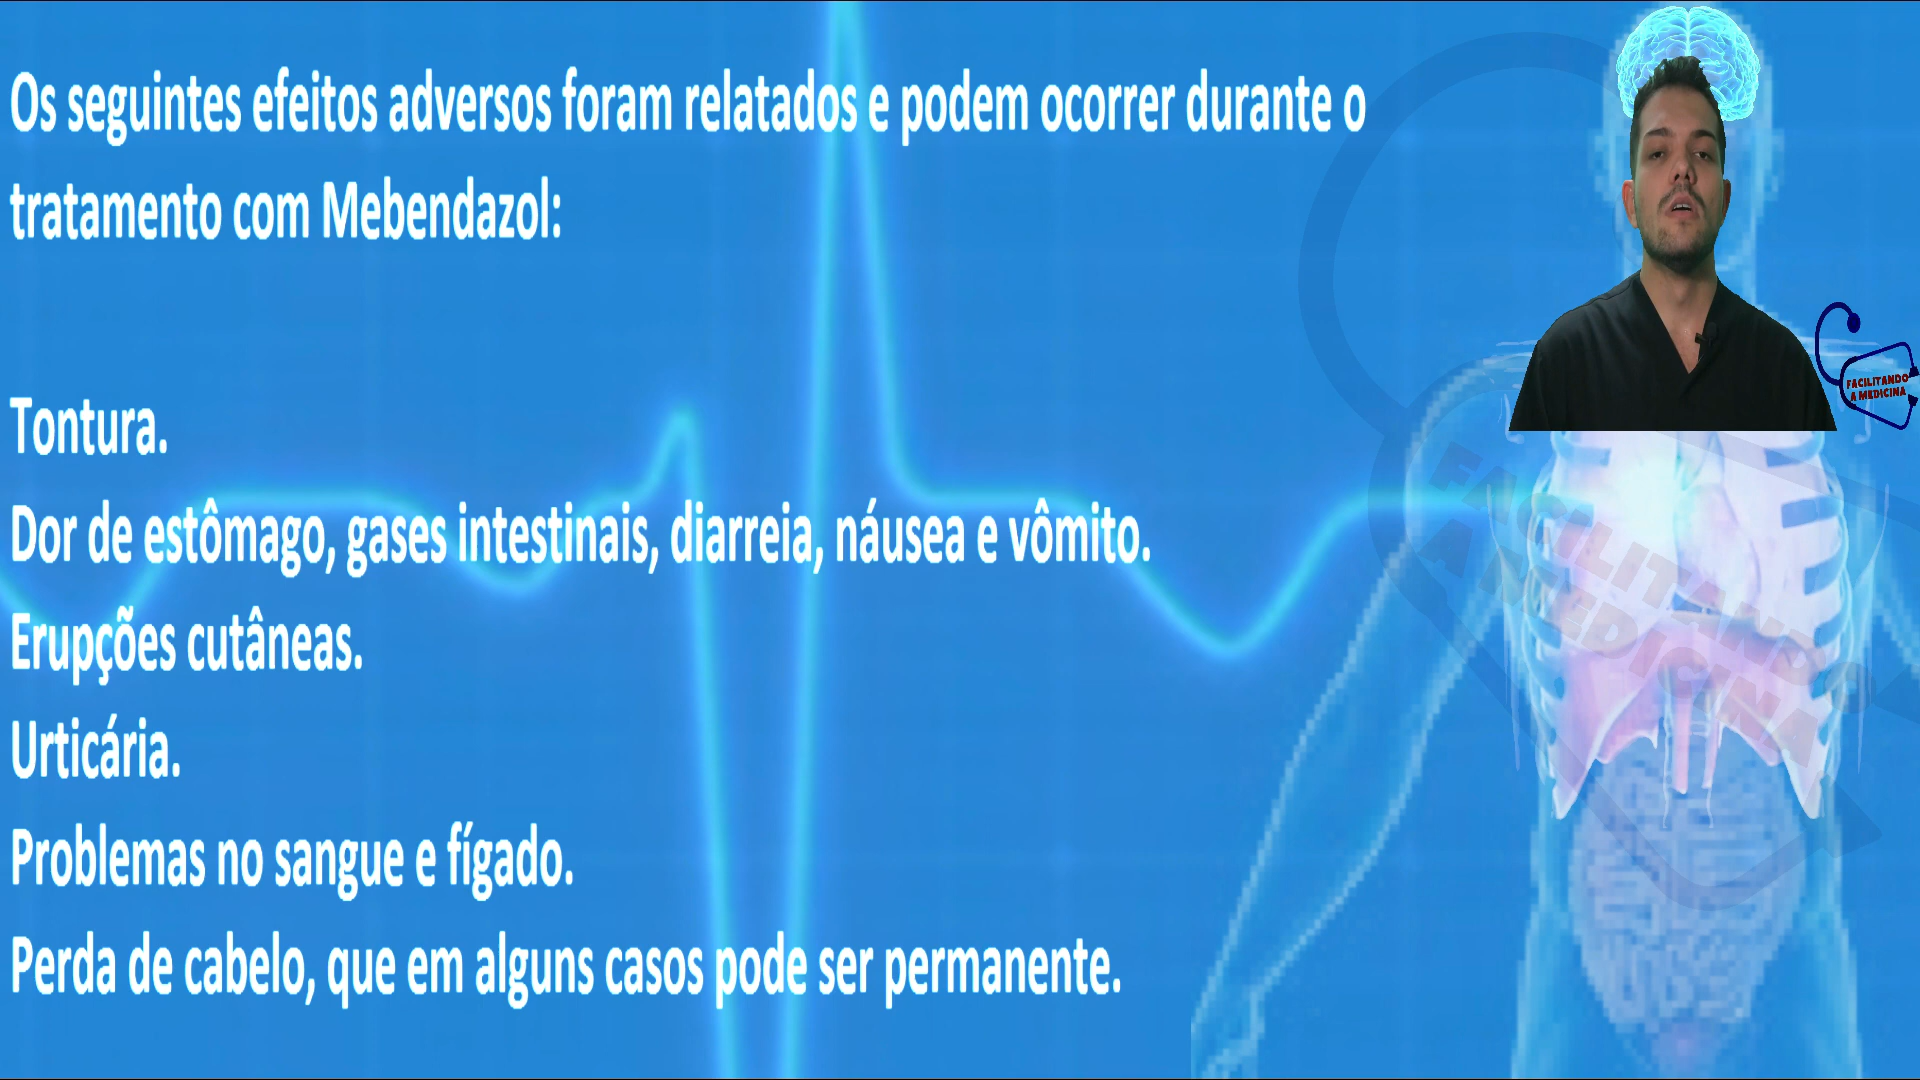 Os seguintes efeitos adversos foram relatados e podem ocorrer durante o
tratamento com Mebendazol:
Tontura.
Dor de estômago, gases intestinais, diarreia, náusea e vômito.
Erupções cutâneas.
Urticária.
Problemas no sangue e fígado.
Perda de cabelo, que em alguns casos pode ser permanente.
FACILITANDO
A MEDICINA
FACILITANDO
A MEDICINA